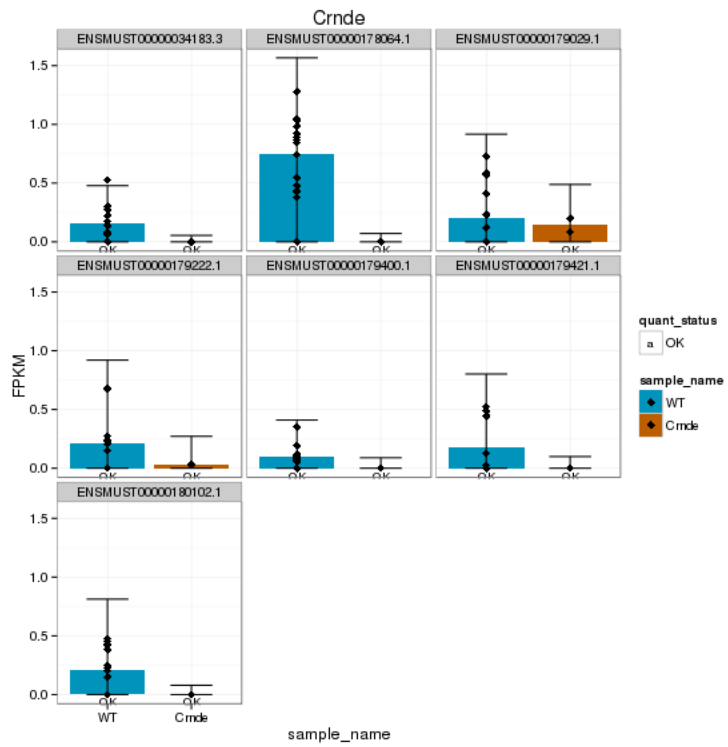 Crnde
ENSMUST00000034183.3 ENSMUST00000178064.1 ENSMUST00000179029.1
1.5
1.0
0.5
0.0
OK OK OK OK OK OK
ENSMUST00000179222.1 ENSMUST00000179400.1 ENSMUST00000179421.1
1.5
1.0
0.5
0.0
OK OK OK OK OK OK
ENSMUST00000180102.1
1.5
1.0
0.5
0.0
OK OK
WT Crnde
sample_name
FPKM
quant_status
a OK
sample_name
WT
Crnde